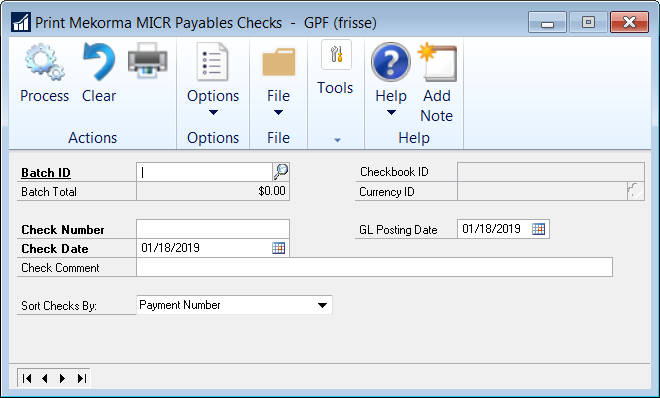 Print Mekorma MICR Payables Checks - GPF (frisse)
Process Clear Options File Tools Help Add Note
Actions Options File Help
Batch ID Checkbook ID
Batch Total $0.00 Currency ID
Check Number GL Posting Date 01/18/2019
Check Date 01/18/2019
Check Comment
Sort Checks By: Payment Number